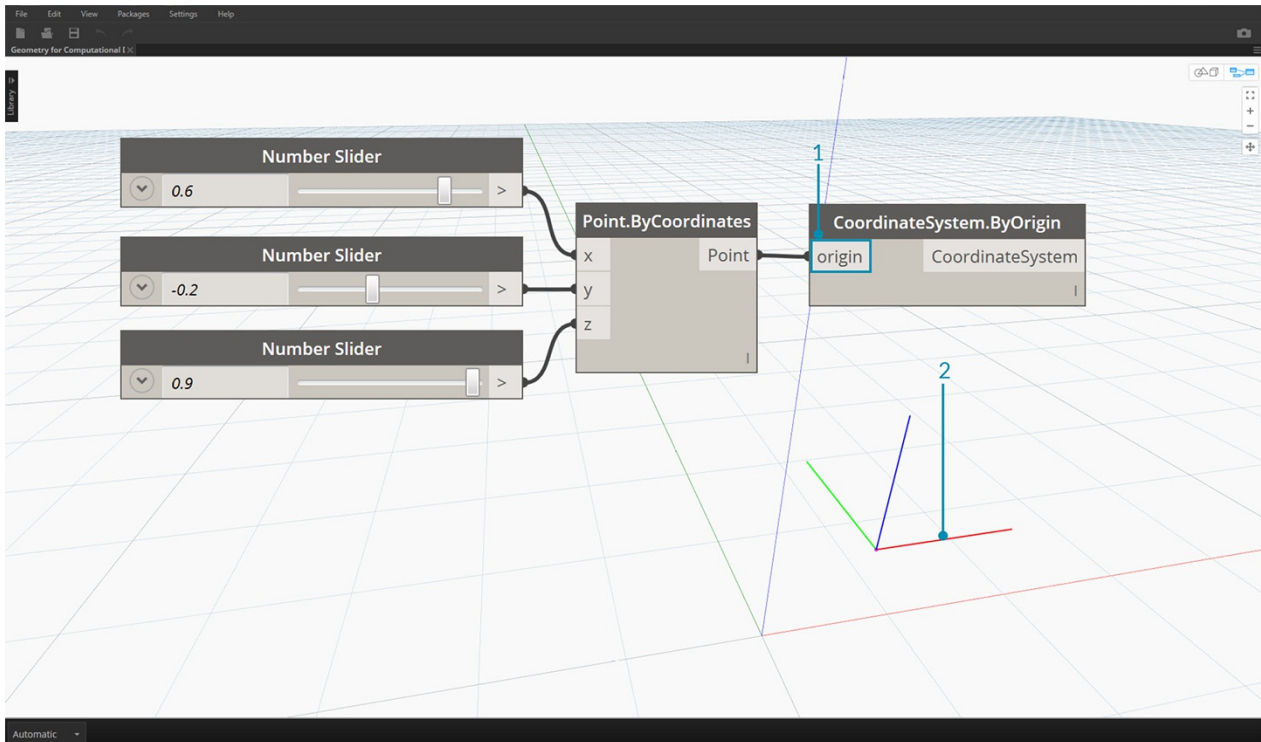 File Edit View Packages Settings Help
Geometry for Computational
Library
Number Slider
0.6 >
Number Slider
-0.2 >
Number Slider
0.9 >
Point.ByCoordinates
x Point
y
z
l
1
CoordinateSystem.ByOrigin
origin CoordinateSystem
l
2
Automatic